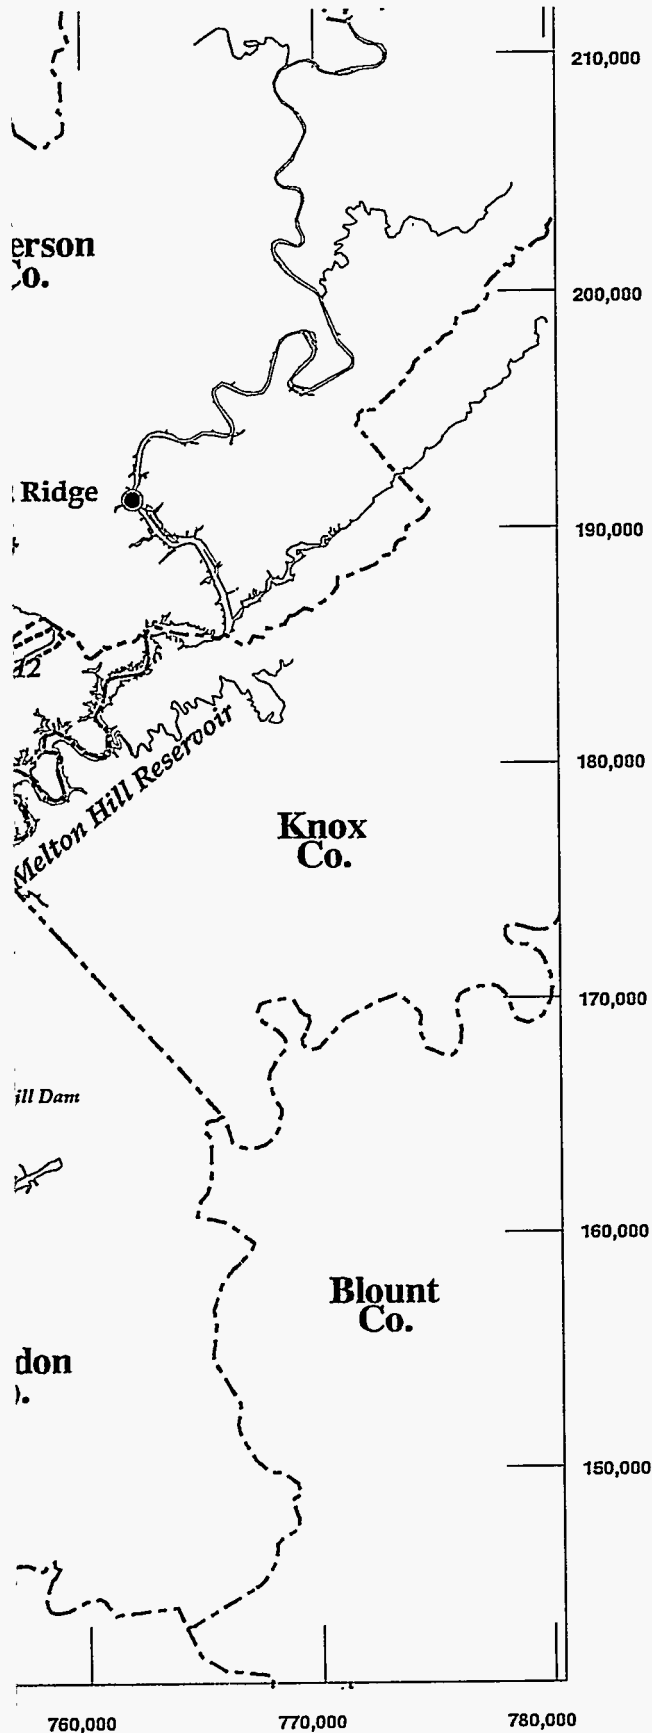 210,000
erson
Co.
200,000
Ridge
190,000
12
180,000
Melton Hill Reservoir
Knox
Co.
170,000
ill Dam
160,000
Blount
Co.
don
).
150,000
760,000
770,000
780,000